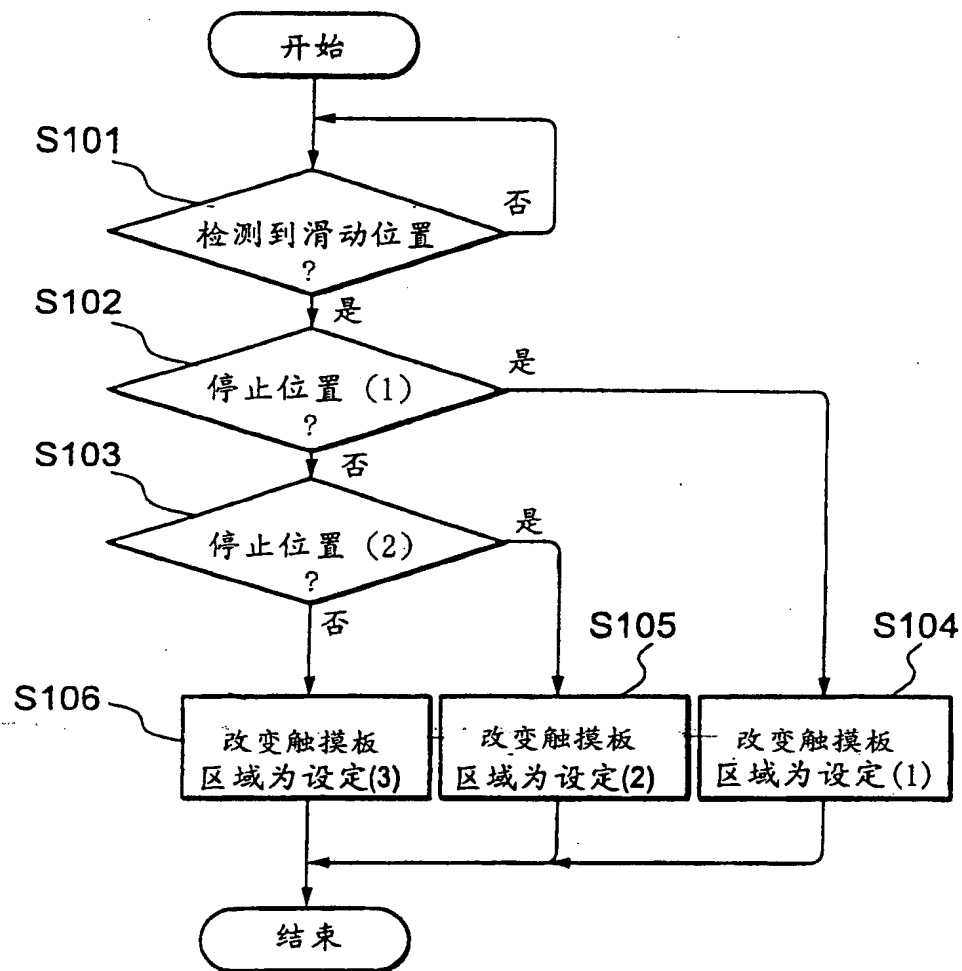 开始
S101
否
检测到滑动位置
?
S102
是
是
停止位置 (1)
?
S103
否
是
停止位置 (2)
?
否
S105
S104
S106
改变触摸板
区域为设定(3)
改变触摸板
区域为设定(2)
改变触摸板
区域为设定(1)
结束